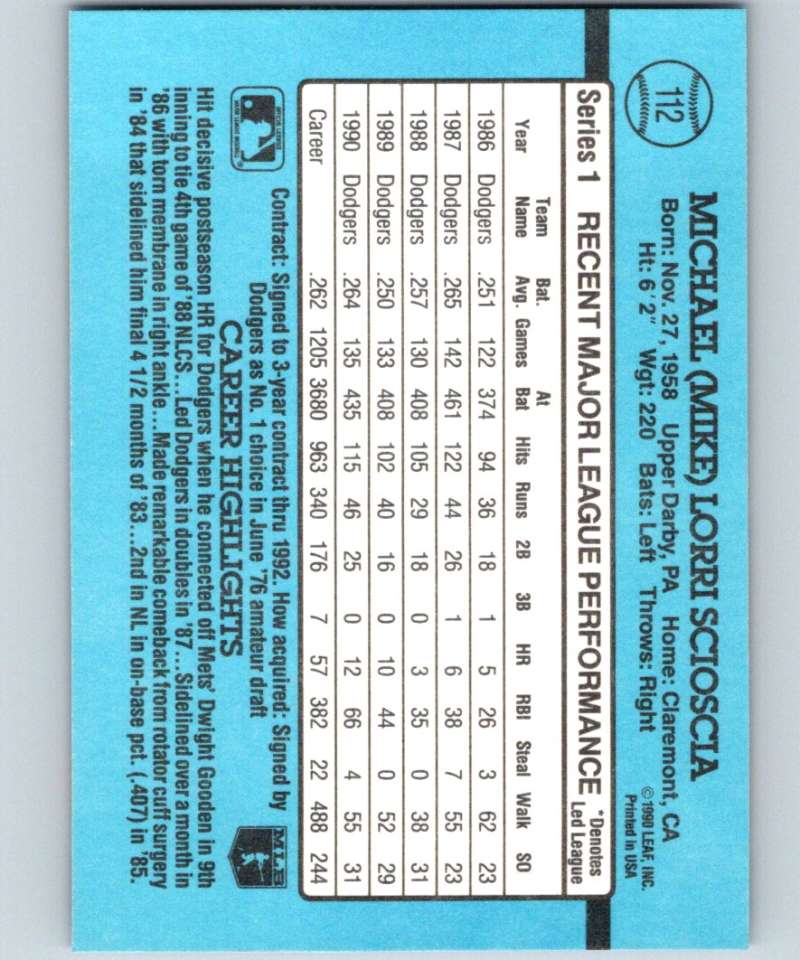 112
MICHAEL (MIKE) LORRI SCIOSCIA
Born: Nov. 27, 1958 Upper Darby, PA Home: Claremont, CA
Ht: 6'2" Wgt: 220 Bats: Left Throws: Right
© 1990 LEAF, INC.
Printed in USA
Series 1 RECENT MAJOR LEAGUE PERFORMANCE *Denotes Led League
Year Team Name Bat. Avg. Games At Bat Hits Runs 2B 3B HR RBI Steal Walk SO
1986 Dodgers .251 122 374 94 36 18 1 5 26 3 62 23
1987 Dodgers .265 142 461 122 44 26 1 6 38 7 55 23
1988 Dodgers .257 130 408 105 29 18 0 3 35 0 38 31
1989 Dodgers .250 133 408 102 40 16 0 10 44 0 52 29
1990 Dodgers .264 135 435 115 46 25 0 12 66 4 55 31
Career .262 1205 3680 963 340 176 7 57 382 22 488 244
Contract: Signed to 3-year contract thru 1992. How acquired: Signed by
Dodgers as No. 1 choice in June '76 amateur draft
MLB
CAREER HIGHLIGHTS
Hit decisive postseason HR for Dodgers when he connected off Mets' Dwight Gooden in 9th
inning to tie 4th game of '88 NLCS...Led Dodgers in doubles in '87...Sidelined over a month in
'86 with torn membrane in right ankle...Made remarkable comeback from rotator cuff surgery
in '84 that sidelined him final 4 1/2 months of '83...2nd in NL in on-base pct. (.407) in '85.